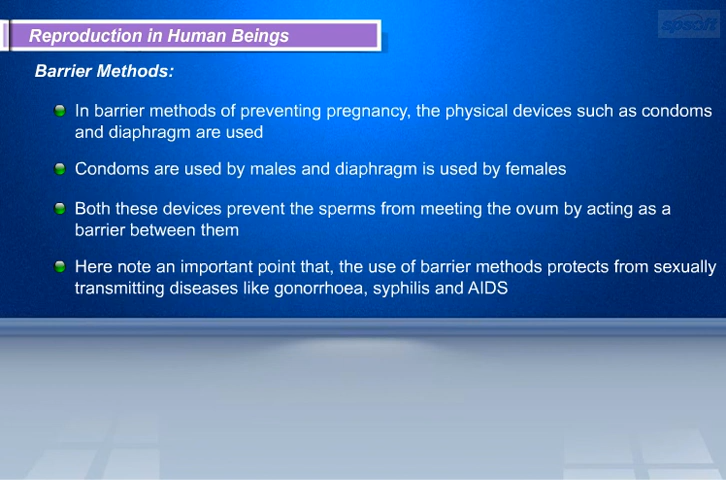 spsoft
Reproduction in Human Beings
Barrier Methods:
In barrier methods of preventing pregnancy, the physical devices such as condoms
and diaphragm are used
Condoms are used by males and diaphragm is used by females
Both these devices prevent the sperms from meeting the ovum by acting as a
barrier between them
Here note an important point that, the use of barrier methods protects from sexually
transmitting diseases like gonorrhoea, syphilis and AIDS